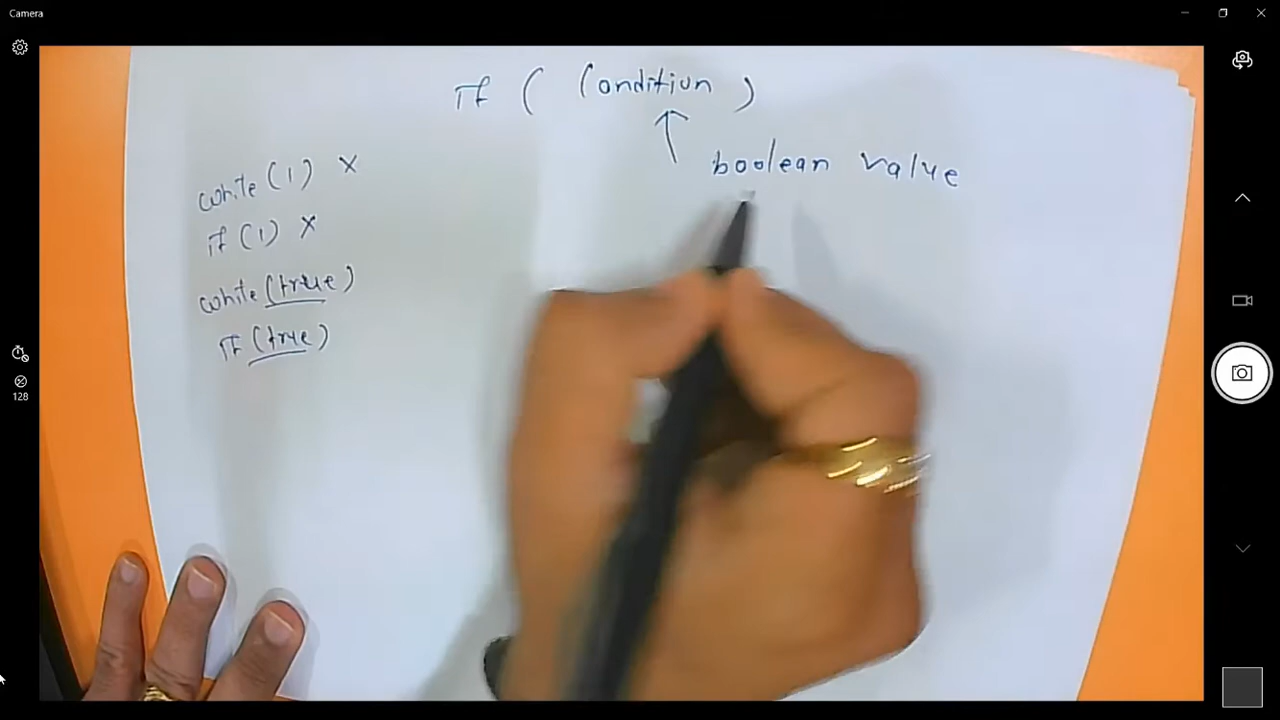 Camera
if ( Condition )
boolean value
while (1) ×
if (1) ×
while (true)
if (true)
128